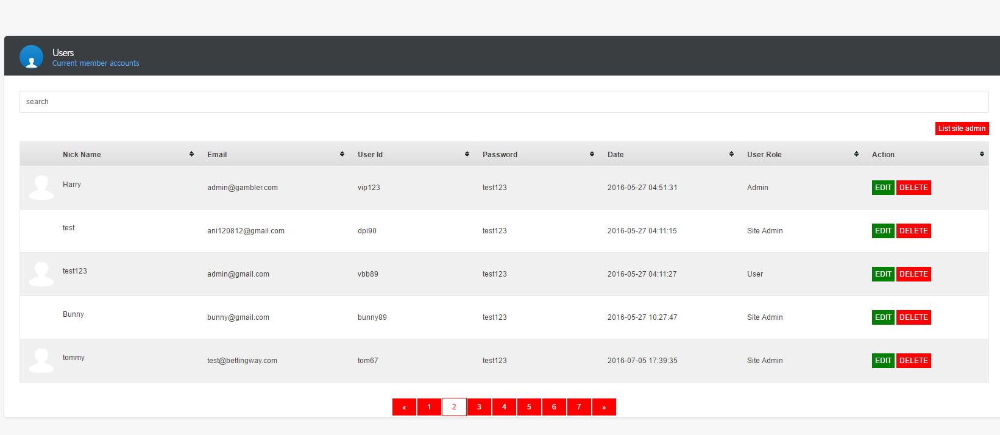 Users
Current member accounts
search
List site admin
Nick Name Email User Id Password Date User Role Action
Harry admin@gambler.com vip123 test123 2016-05-27 04:51:31 Admin EDIT DELETE
test ani120812@gmail.com dpi90 test123 2016-05-27 04:11:15 Site Admin EDIT DELETE
test123 admin@gmail.com vbb89 test123 2016-05-27 04:11:27 User EDIT DELETE
Bunny bunny@gmail.com bunny89 test123 2016-05-27 10:27:47 Site Admin EDIT DELETE
tommy test@bettingway.com tom67 test123 2016-07-05 17:39:35 Site Admin EDIT DELETE
« 1 2 3 4 5 6 7 »